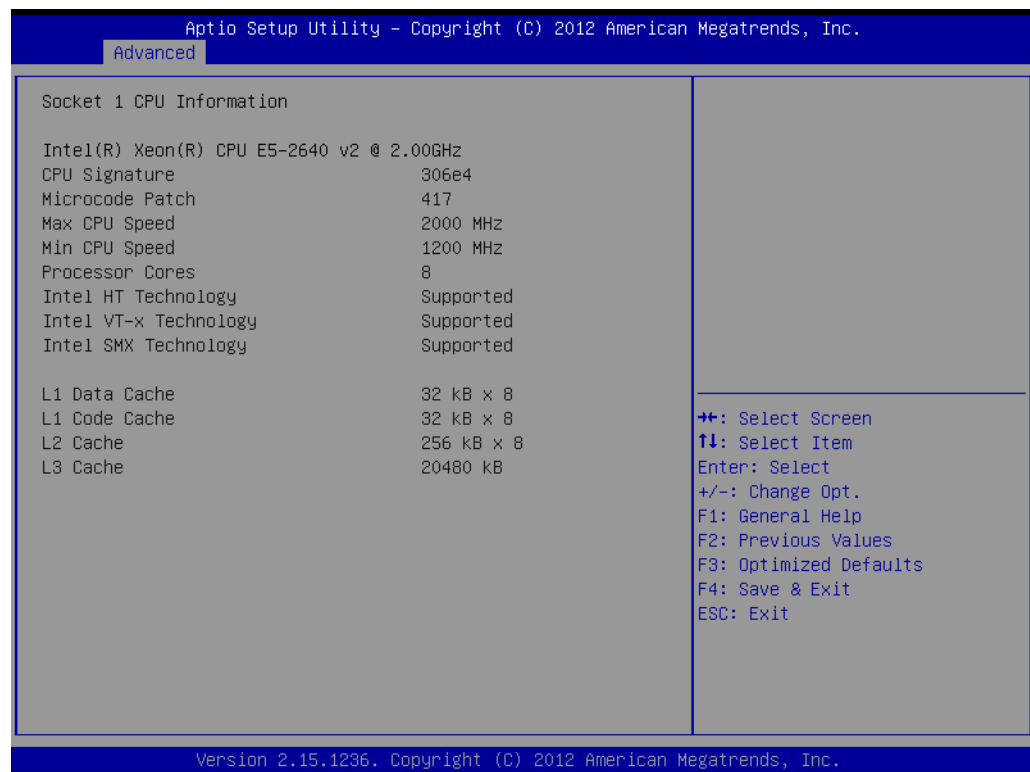 Aptio Setup Utility – Copyright (C) 2012 American Megatrends, Inc.
Advanced
Socket 1 CPU Information
Intel(R) Xeon(R) CPU E5-2640 v2 @ 2.00GHz
CPU Signature 306e4
Microcode Patch 417
Max CPU Speed 2000 MHz
Min CPU Speed 1200 MHz
Processor Cores 8
Intel HT Technology Supported
Intel VT-x Technology Supported
Intel SMX Technology Supported
L1 Data Cache 32 kB x 8
L1 Code Cache 32 kB x 8
L2 Cache 256 kB x 8
L3 Cache 20480 kB
→←: Select Screen
↑↓: Select Item
Enter: Select
+/-: Change Opt.
F1: General Help
F2: Previous Values
F3: Optimized Defaults
F4: Save & Exit
ESC: Exit
Version 2.15.1236. Copyright (C) 2012 American Megatrends, Inc.